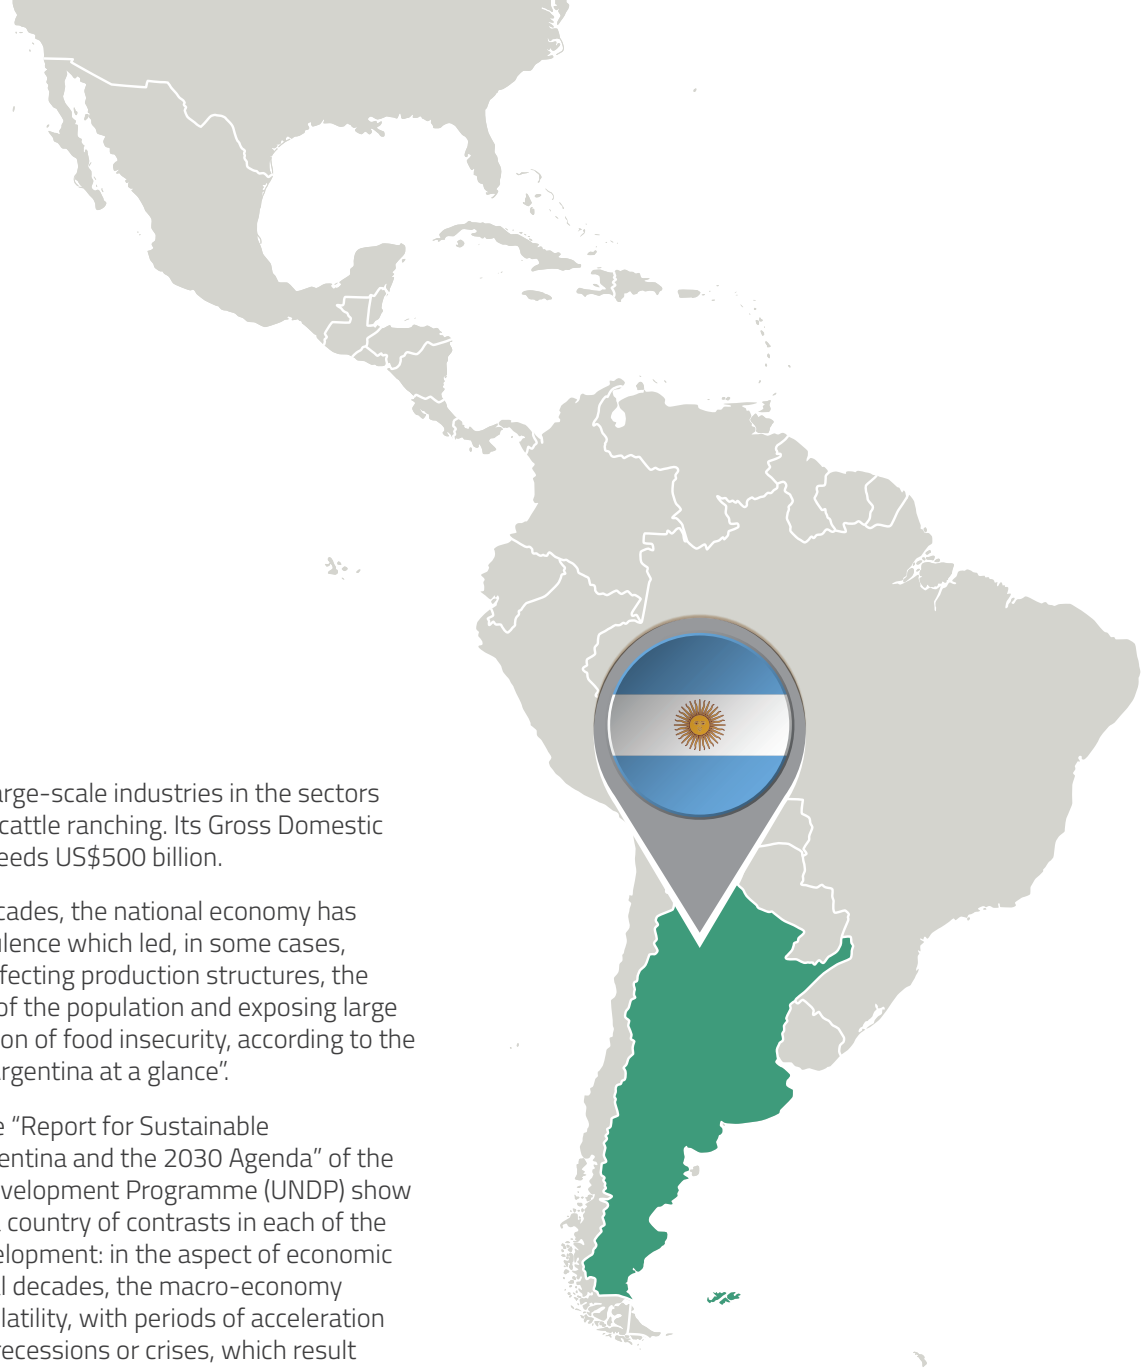 arge-scale industries in the sectors
cattle ranching. Its Gross Domestic
eeds US$500 billion.
cades, the national economy has
ulence which led, in some cases,
ffecting production structures, the
of the population and exposing large
on of food insecurity, according to the
Argentina at a glance”.
e “Report for Sustainable
entina and the 2030 Agenda” of the
velopment Programme (UNDP) show
a country of contrasts in each of the
elopment: in the aspect of economic
l decades, the macro-economy
latility, with periods of acceleration
recessions or crises, which result